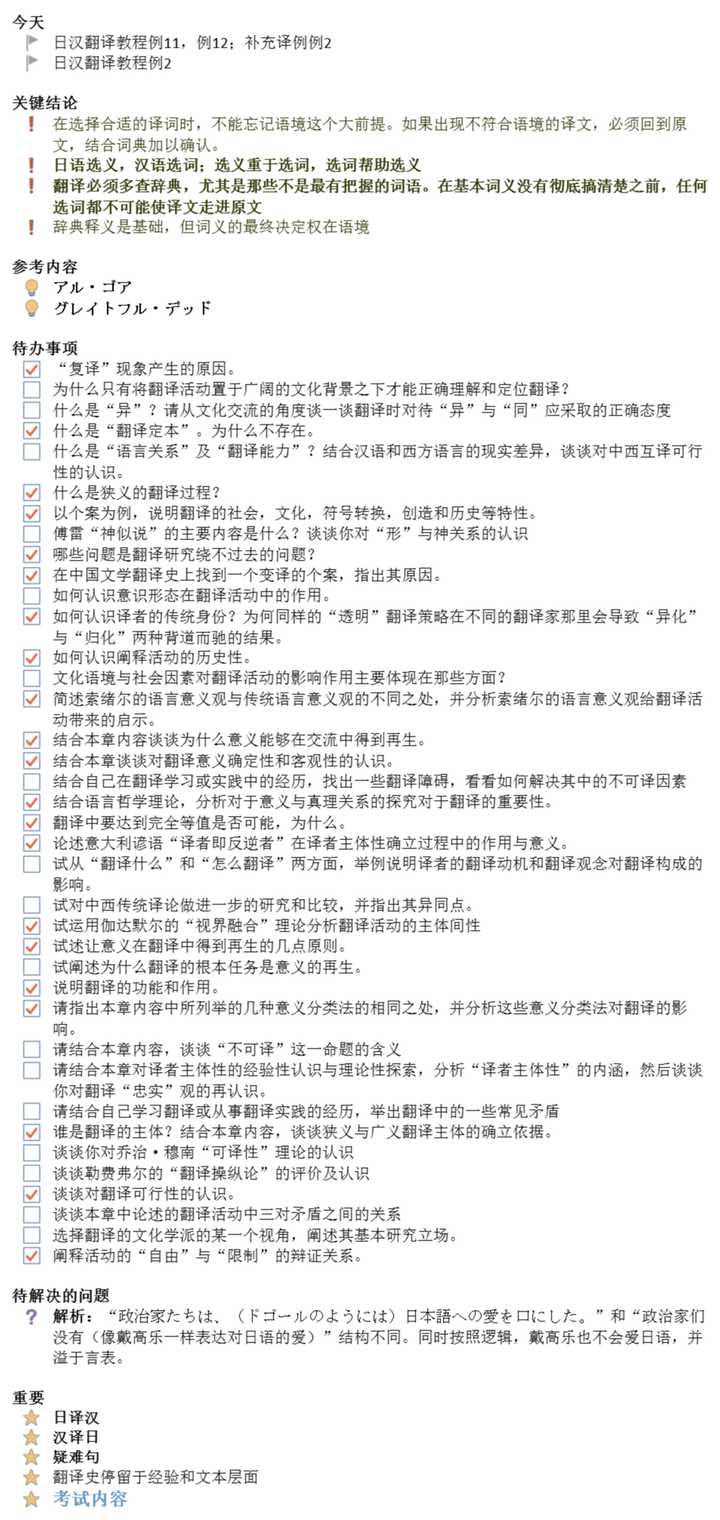 今天
日汉翻译教程例11，例12；补充译例例2
日汉翻译教程例2
关键结论
在选择合适的译词时，不能忘记语境这个大前提。如果出现不符合语境的译文，必须回到原
文，结合词典加以确认。
日语选义，汉语选词；选义重于选词，选词帮助选义
翻译必须多查辞典，尤其是那些不是最有把握的词语。在基本词义没有彻底搞清楚之前，任何
选词都不可能使译文走进原文
辞典释义是基础，但词义的最终决定权在语境
参考内容
アル・ゴア
グレイトフル・デッド
待办事项
“复译”现象产生的原因。
为什么只有将翻译活动置于广阔的文化背景之下才能正确理解和定位翻译？
什么是“异”？请从文化交流的角度谈一谈翻译时对待“异”与“同”应采取的正确态度
什么是“翻译定本”。为什么不存在。
什么是“语言关系”及“翻译能力”？结合汉语和西方语言的现实差异，谈谈对中西互译可行
性的认识。
什么是狭义的翻译过程？
以个案为例，说明翻译的社会，文化，符号转换，创造和历史等特性。
傅雷“神似说”的主要内容是什么？谈谈你对“形”与神关系的认识
哪些问题是翻译研究绕不过去的问题？
在中国文学翻译史上找到一个变译的个案，指出其原因。
如何认识意识形态在翻译活动中的作用。
如何认识译者的传统身份？为何同样的“透明”翻译策略在不同的翻译家那里会导致“异化”
与“归化”两种背道而驰的结果。
如何认识阐释活动的历史性。
文化语境与社会因素对翻译活动的影响作用主要体现在那些方面？
简述索绪尔的语言意义观与传统语言意义观的不同之处，并分析索绪尔的语言意义观给翻译活
动带来的启示。
结合本章内容谈谈为什么意义能够在交流中得到再生。
结合本章谈谈对翻译意义确定性和客观性的认识。
结合自己在翻译学习或实践中的经历，找出一些翻译障碍，看看如何解决其中的不可译因素
结合语言哲学理论，分析对于意义与真理关系的探究对于翻译的重要性。
翻译中要达到完全等值是否可能，为什么。
论述意大利谚语“译者即反逆者”在译者主体性确立过程中的作用与意义。
试从“翻译什么”和“怎么翻译”两方面，举例说明译者的翻译动机和翻译观念对翻译构成的
影响。
试对中西传统译论做进一步的研究和比较，并指出其异同点。
试运用伽达默尔的“视界融合”理论分析翻译活动的主体间性
试述让意义在翻译中得到再生的几点原则。
试阐述为什么翻译的根本任务是意义的再生。
说明翻译的功能和作用。
请指出本章内容中所列举的几种意义分类法的相同之处，并分析这些意义分类法对翻译的影
响。
请结合本章内容，谈谈“不可译”这一命题的含义
请结合本章对译者主体性的经验性认识与理论性探索，分析“译者主体性”的内涵，然后谈谈
你对翻译“忠实”观的再认识。
请结合自己学习翻译或从事翻译实践的经历，举出翻译中的一些常见矛盾
谁是翻译的主体？结合本章内容，谈谈狭义与广义翻译主体的确立依据。
谈谈你对乔治・穆南“可译性”理论的认识
谈谈勒费弗尔的“翻译操纵论”的评价及认识
谈谈对翻译可行性的认识。
谈谈本章中论述的翻译活动中三对矛盾之间的关系
选择翻译的文化学派的某一个视角，阐述其基本研究立场。
阐释活动的“自由”与“限制”的辩证关系。
待解决的问题
解析：“政治家たちは、（ドゴールのようには）日本語への愛を口にした。”和“政治家们
没有（像戴高乐一样表达对日语的爱）”结构不同。同时按照逻辑，戴高乐也不会爱日语，并
溢于言表。
重要
日译汉
汉译日
疑难句
翻译史停留于经验和文本层面
考试内容